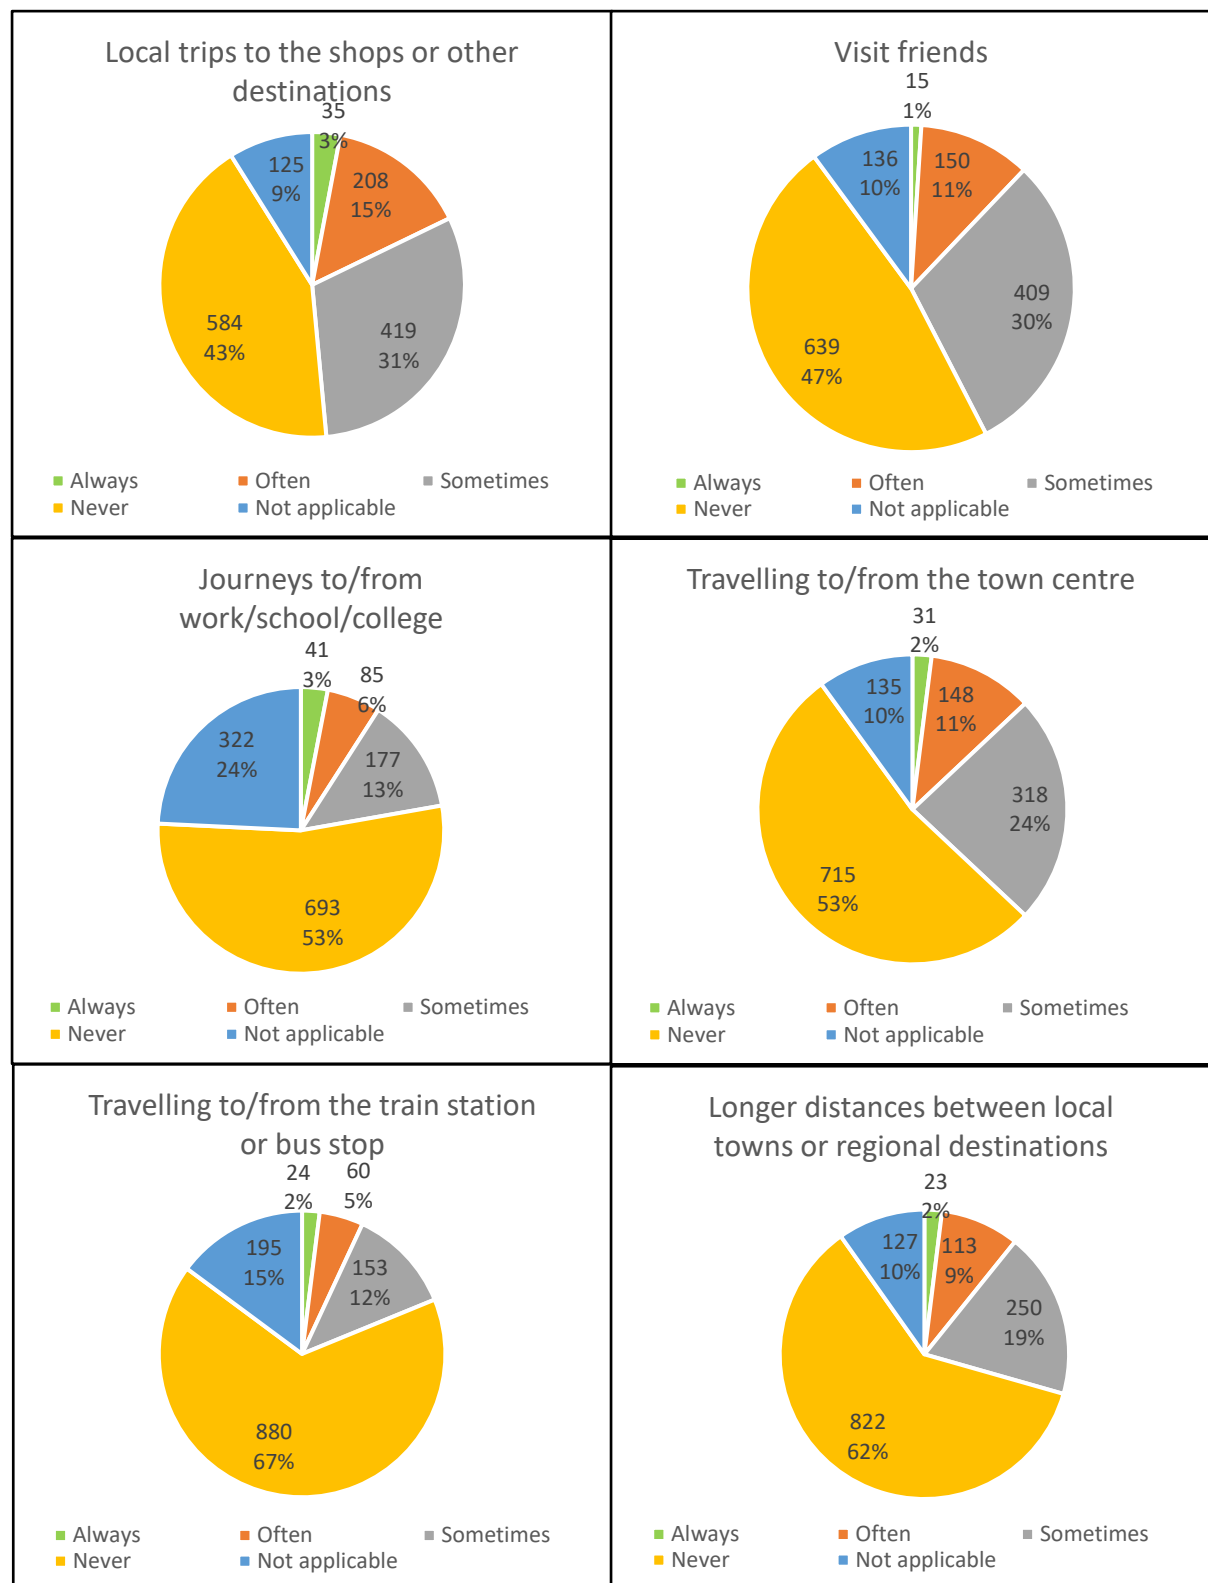 Local trips to the shops or other
destinations
35
3%
208
15%
419
31%
584
43%
125
9%
Always
Often
Sometimes
Never
Not applicable
Visit friends
15
1%
150
11%
409
30%
639
47%
136
10%
Always
Often
Sometimes
Never
Not applicable
Journeys to/from
work/school/college
41
3%
85
6%
177
13%
693
53%
322
24%
Always
Often
Sometimes
Never
Not applicable
Travelling to/from the town centre
31
2%
148
11%
318
24%
715
53%
135
10%
Always
Often
Sometimes
Never
Not applicable
Travelling to/from the train station
or bus stop
24
2%
60
5%
153
12%
880
67%
195
15%
Always
Often
Sometimes
Never
Not applicable
Longer distances between local
towns or regional destinations
23
2%
113
9%
250
19%
822
62%
127
10%
Always
Often
Sometimes
Never
Not applicable